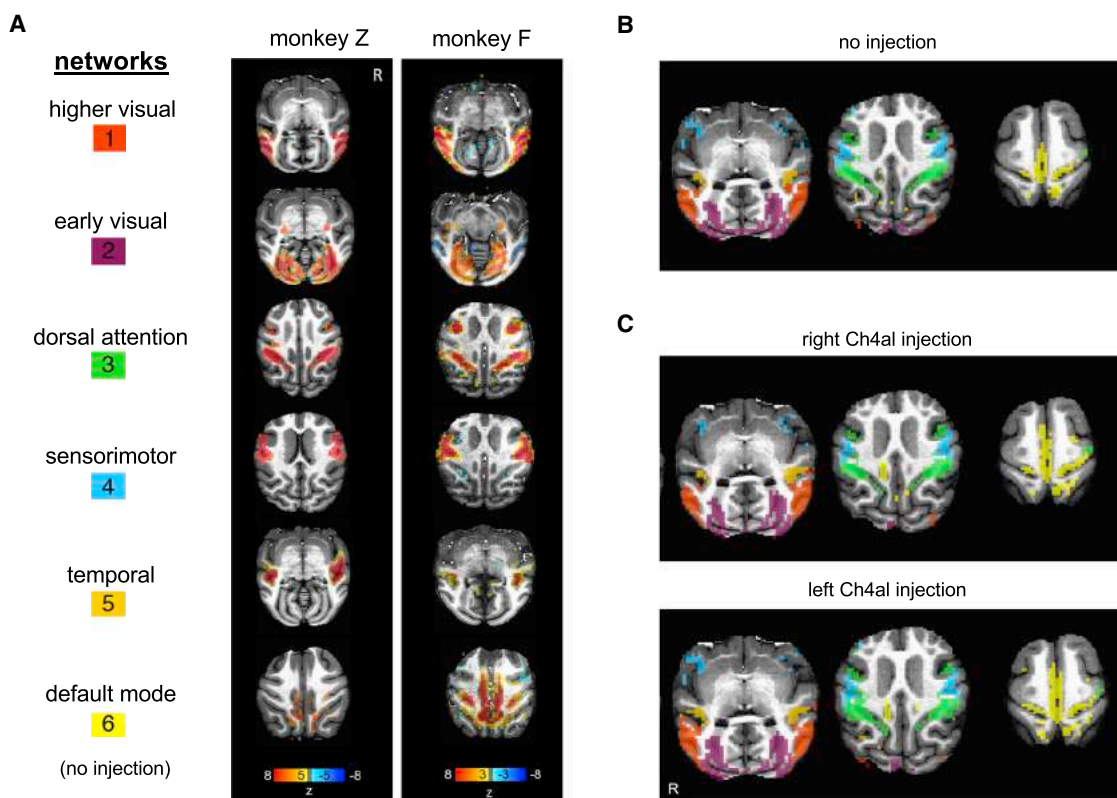 A
networks
higher visual
1
early visual
2
dorsal attention
3
sensorimotor
4
temporal
5
default mode
6
(no injection)
monkey Z
monkey F
R
8 5 -5 -8
z
8 3 -3 -8
z
B
no injection
C
right Ch4al injection
left Ch4al injection
R